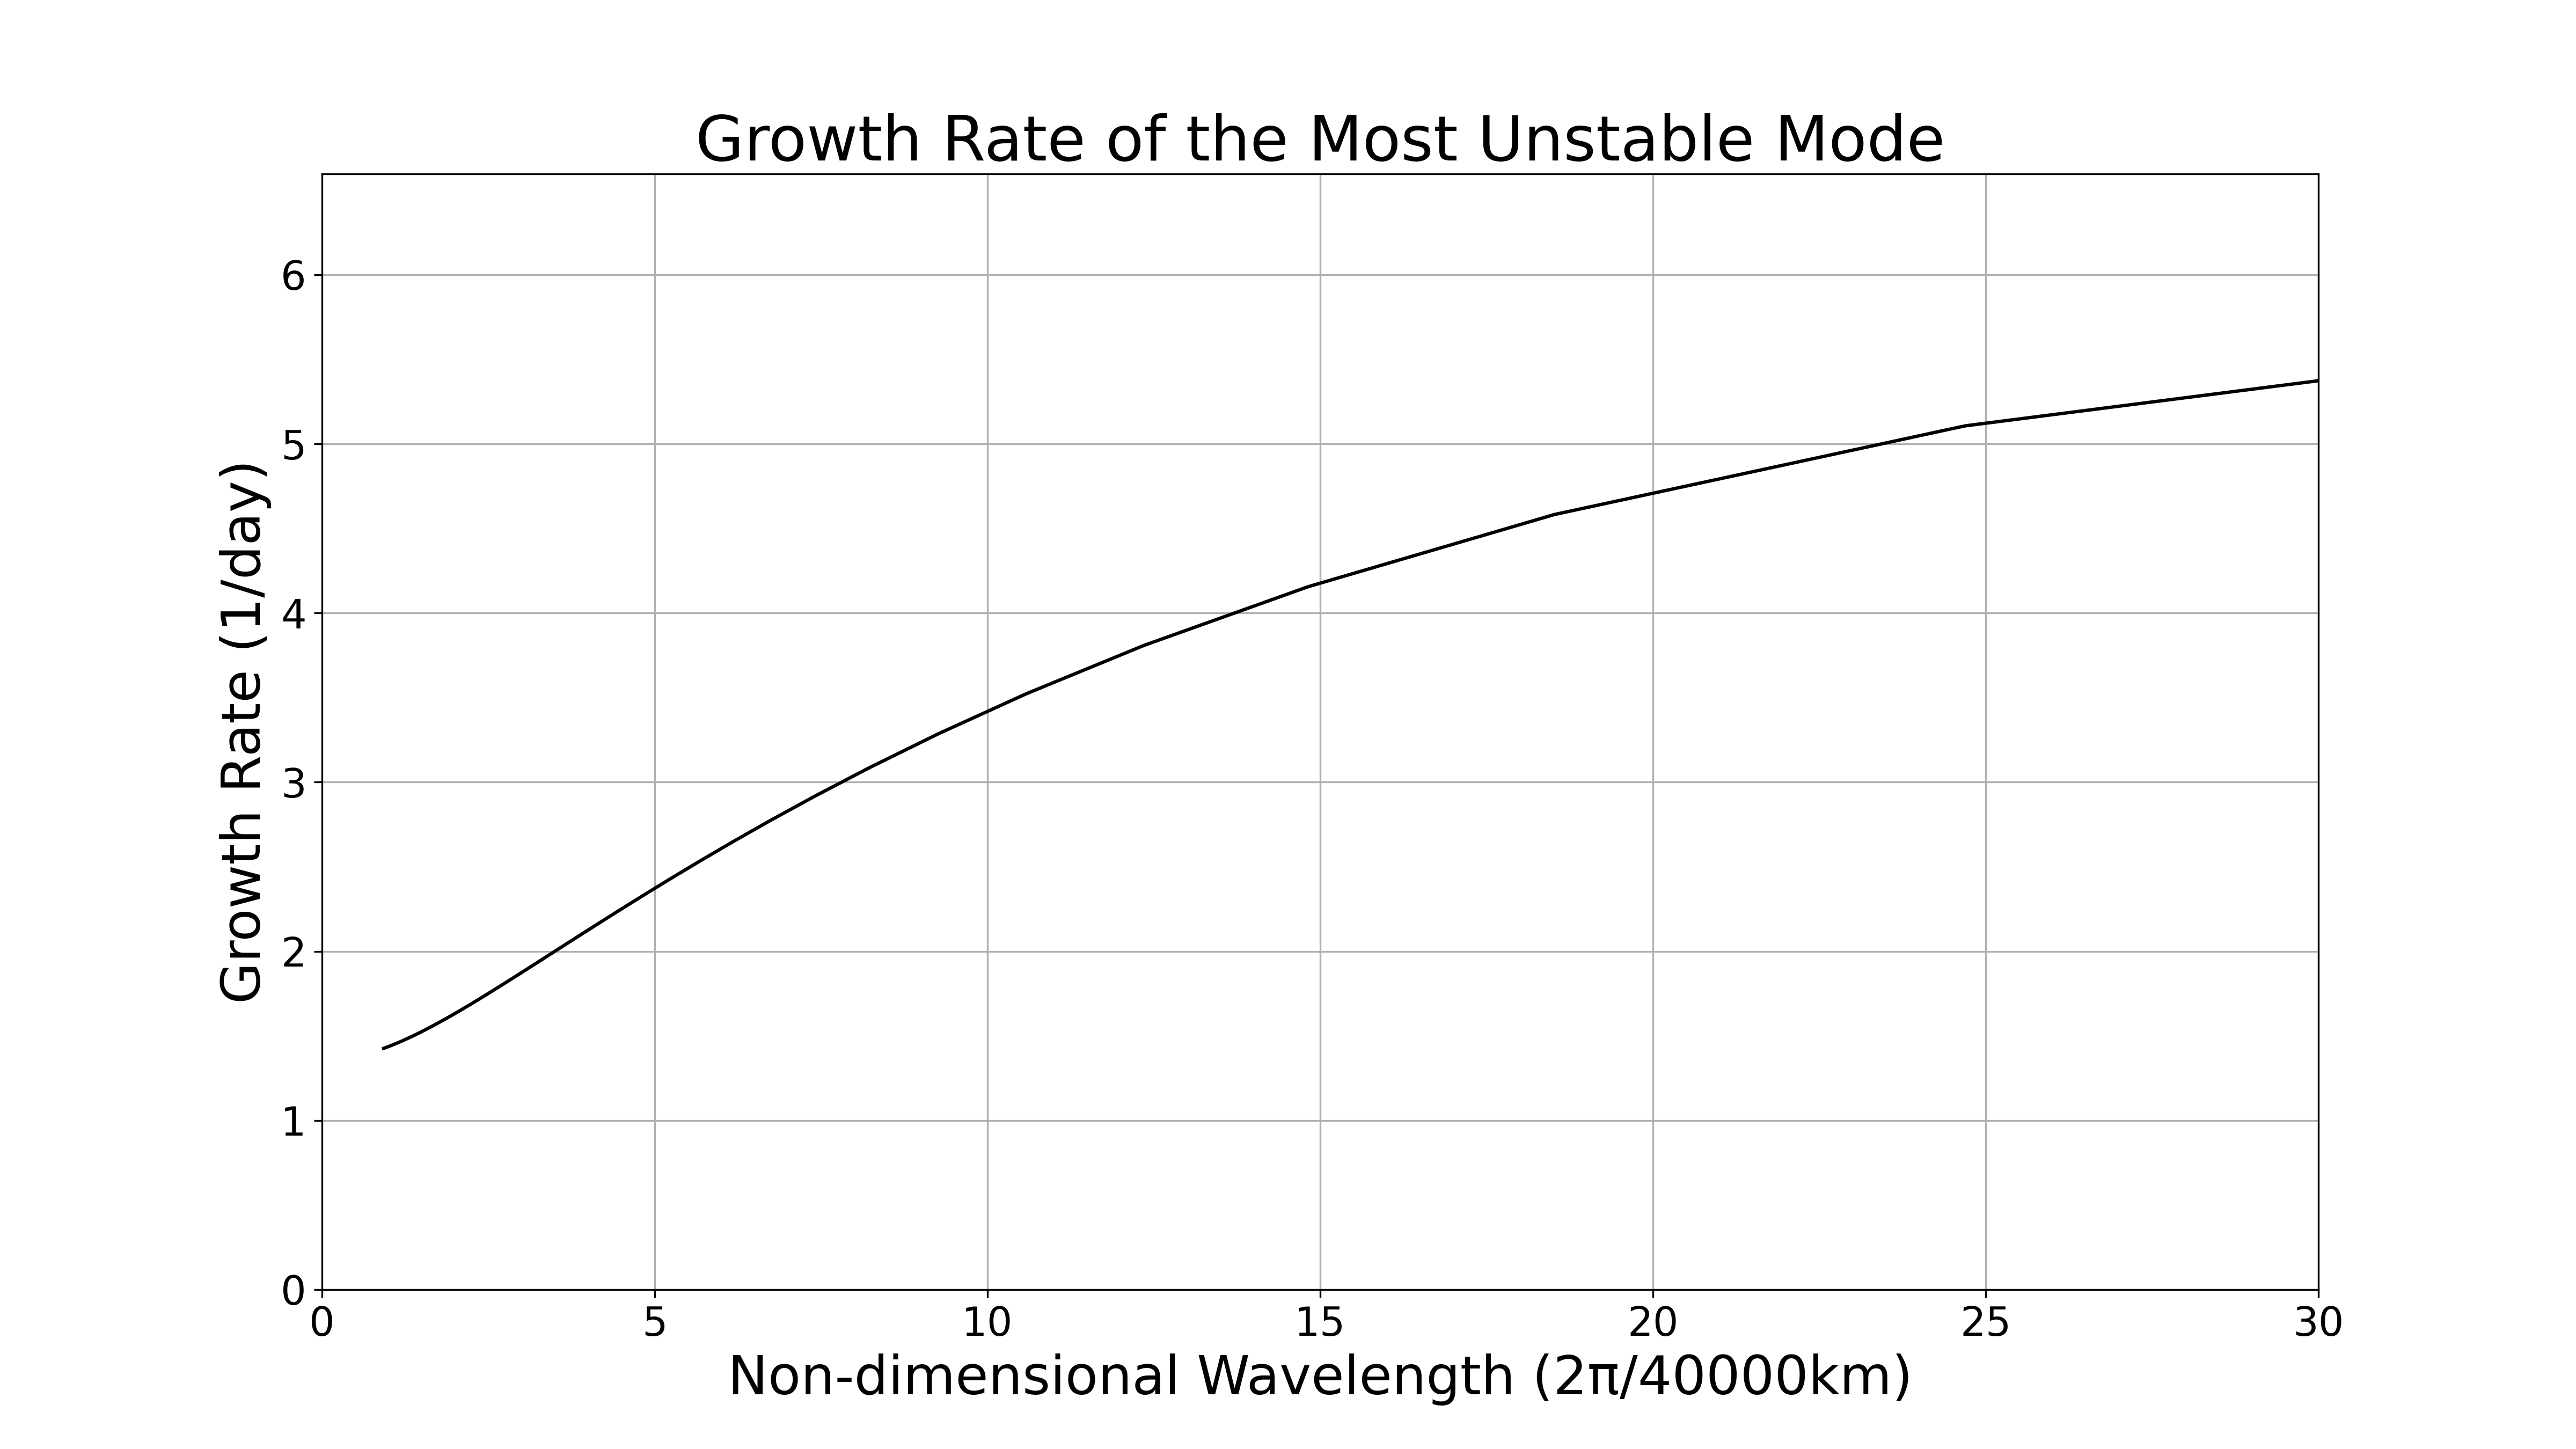 Growth Rate of the Most Unstable Mode
Growth Rate (1/day)
6
5
4
3
2
1
0
0 5 10 15 20 25 30
Non-dimensional Wavelength (2π/40000km)